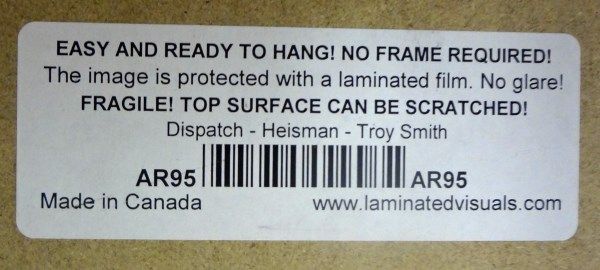 EASY AND READY TO HANG! NO FRAME REQUIRED!
The image is protected with a laminated film. No glare!
FRAGILE! TOP SURFACE CAN BE SCRATCHED!
Dispatch - Heisman - Troy Smith
AR95 AR95
Made in Canada www.laminatedvisuals.com